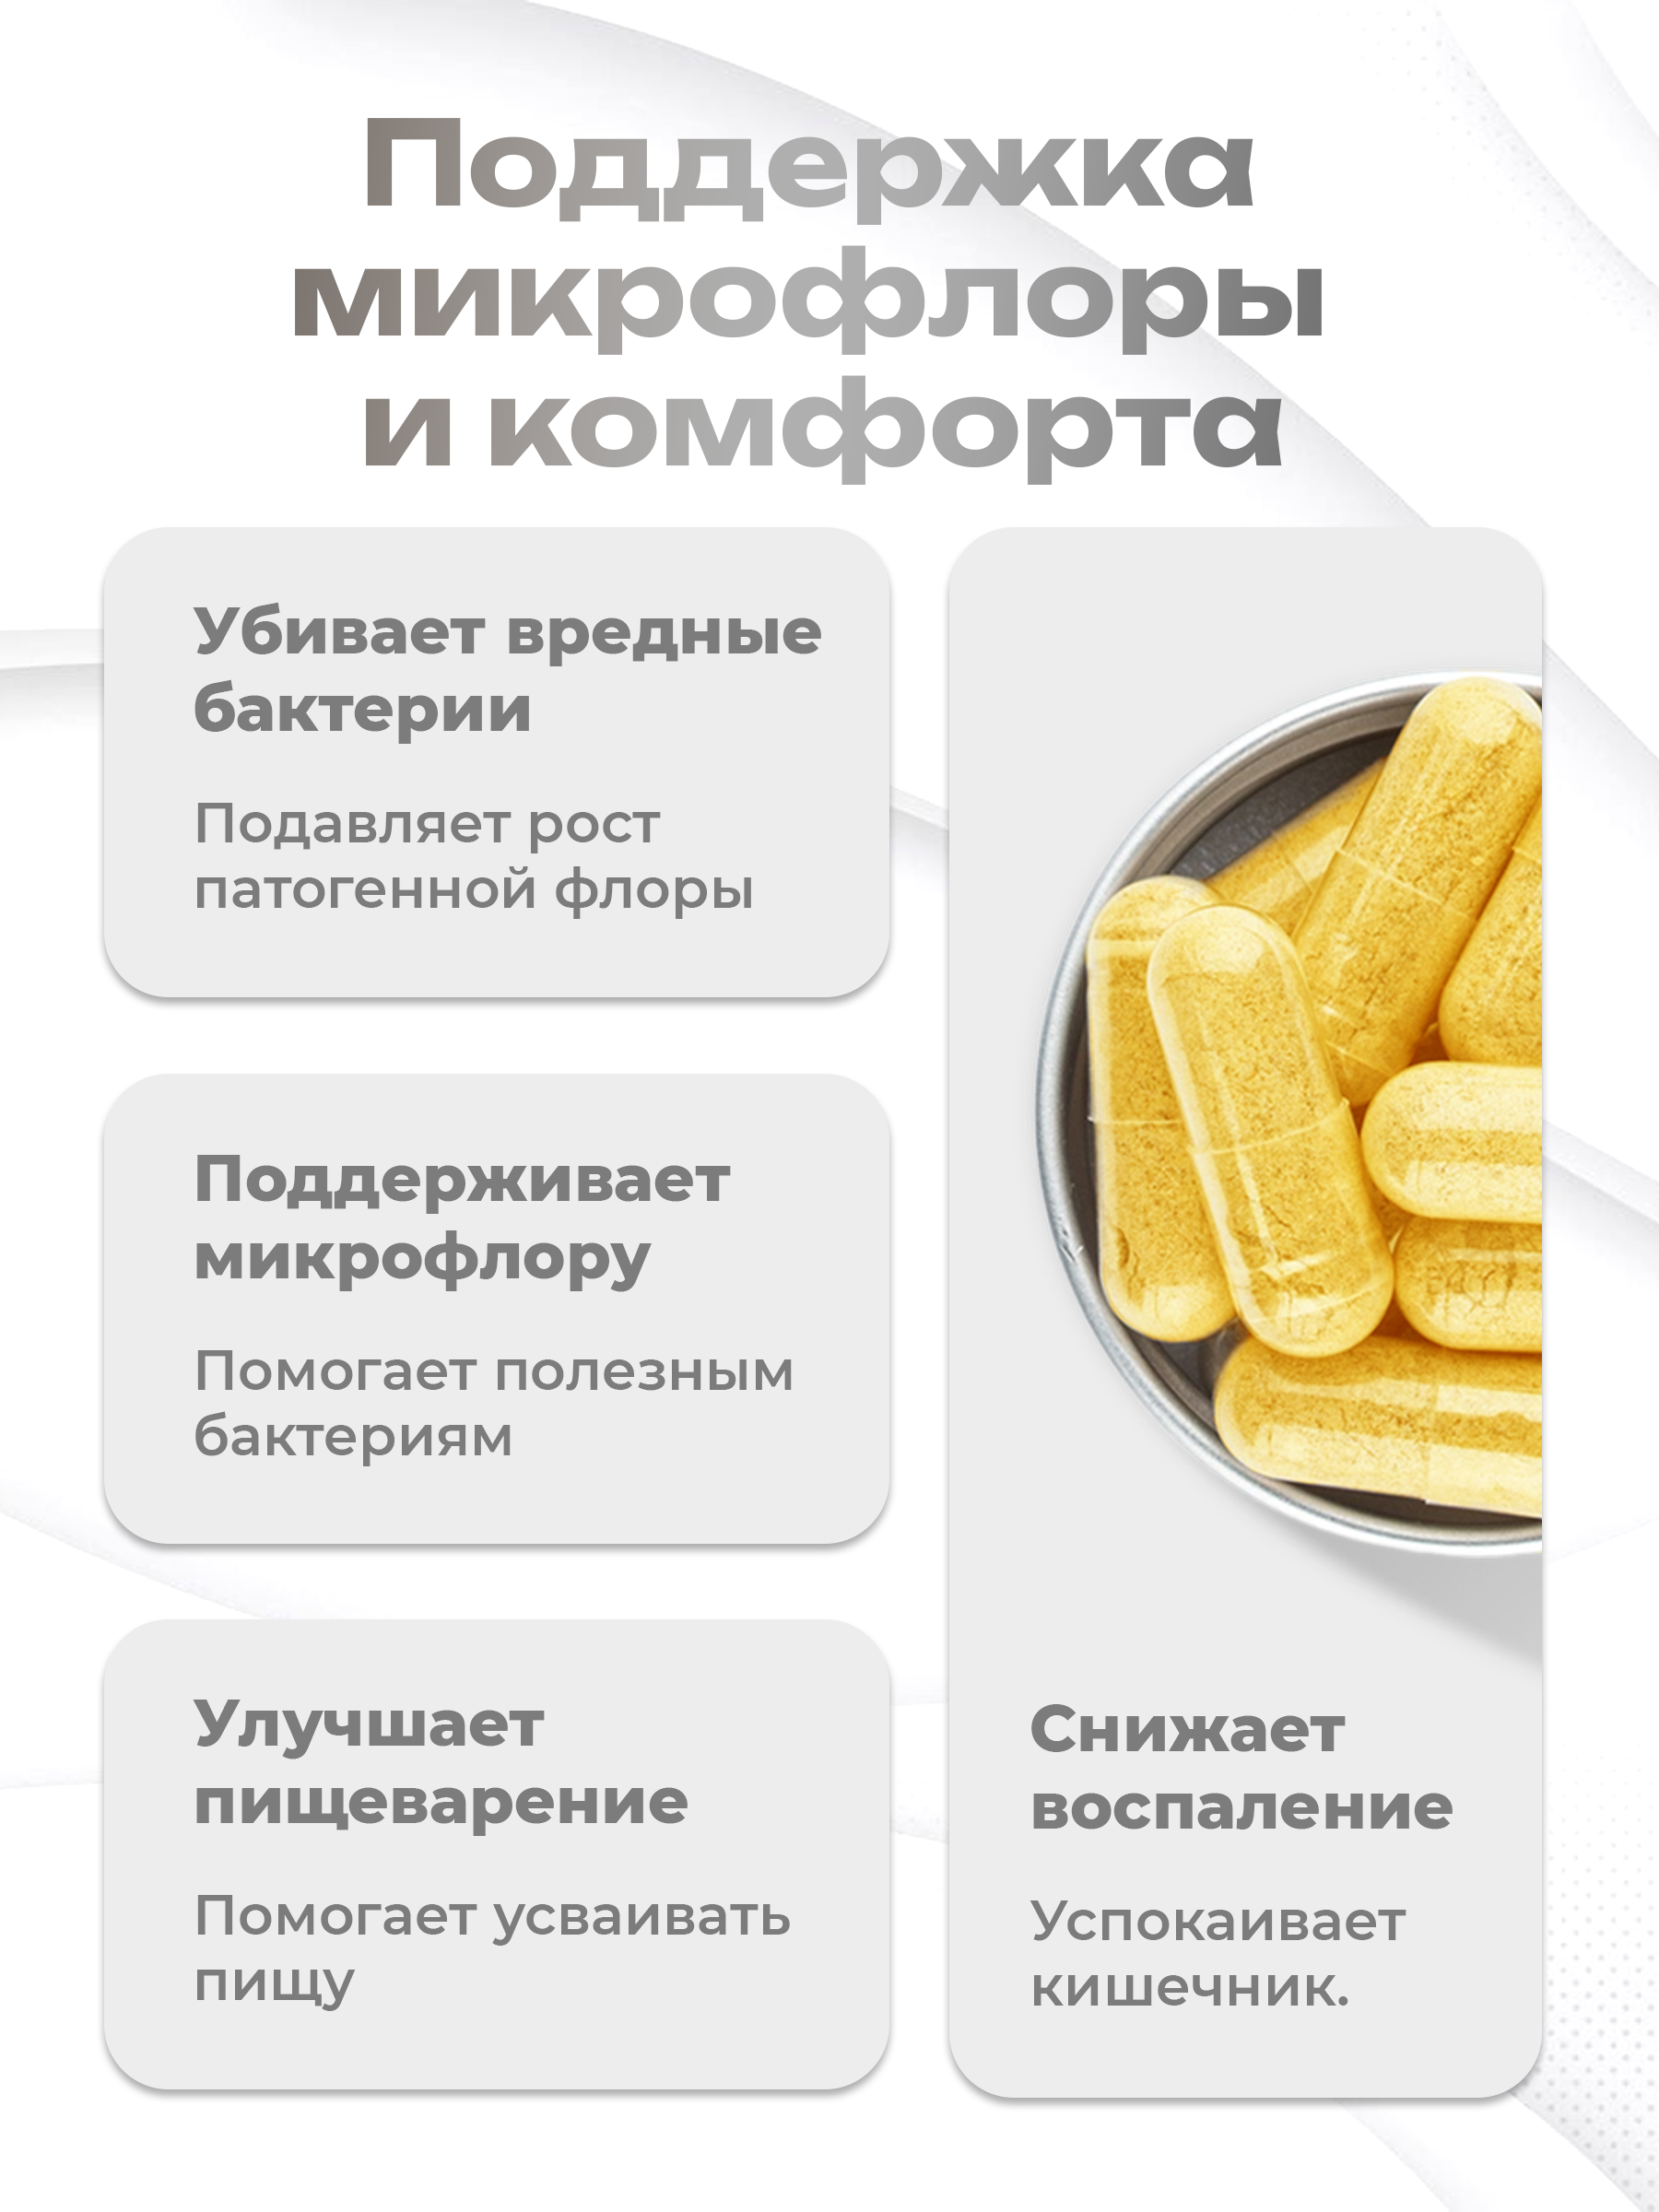 Поддержка
микрофлоры
и комфорта
Убивает вредные
бактерии
Подавляет рост
патогенной флоры
Поддерживает
микрофлору
Помогает полезным
бактериям
Улучшает
пищеварение
Помогает усваивать
пищу
Снижает
воспаление
Успокаивает
кишечник.